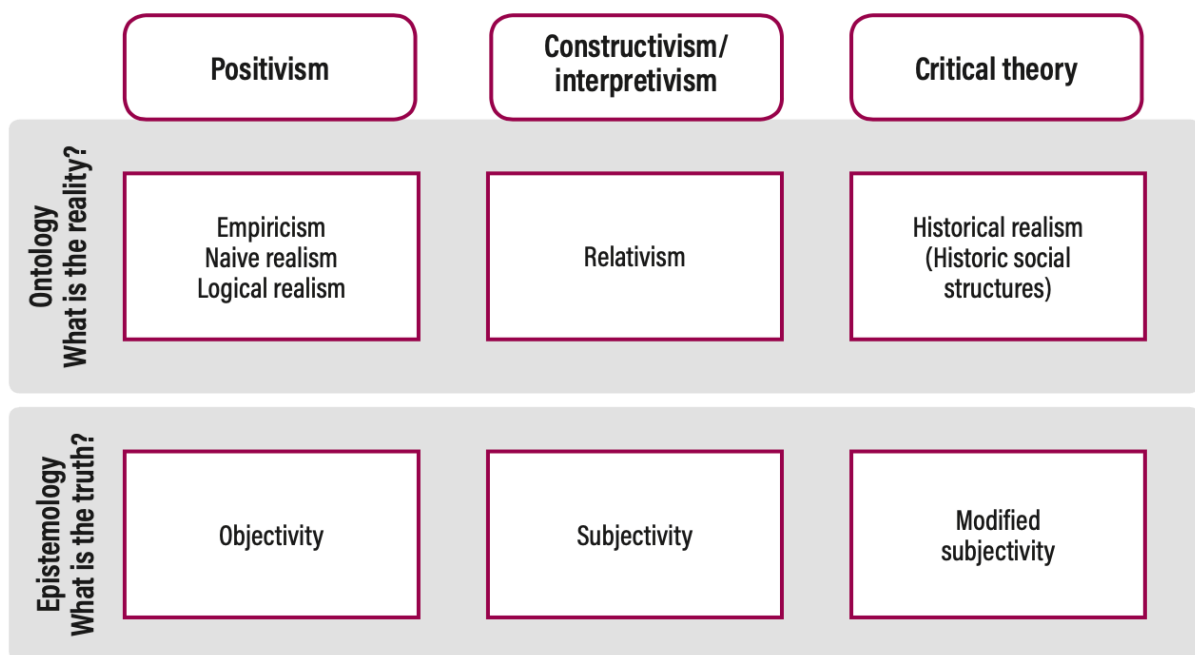 Positivism
Constructivism/
interpretivism
Critical theory
Ontology
What is the reality?
Empiricism
Naive realism
Logical realism
Relativism
Historical realism
(Historic social
structures)
Epistemology
What is the truth?
Objectivity
Subjectivity
Modified
subjectivity